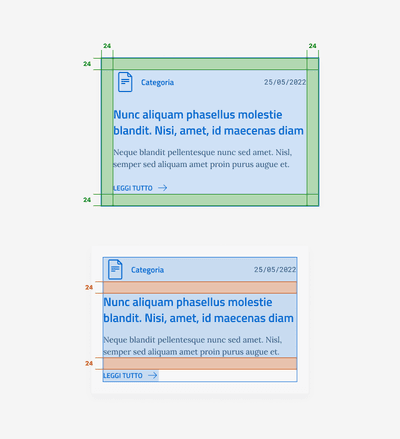 24 24
24
Categoria 25/05/2022
Nunc aliquam phasellus molestie
blandit. Nisi, amet, id maecenas diam
Neque blandit pellentesque nunc sed amet. Nisl,
semper sed aliquam amet proin purus augue et.
LEGGI TUTTO
24
Categoria 25/05/2022
24
Nunc aliquam phasellus molestie
blandit. Nisi, amet, id maecenas diam
Neque blandit pellentesque nunc sed amet. Nisl,
semper sed aliquam amet proin purus augue et.
24
LEGGI TUTTO